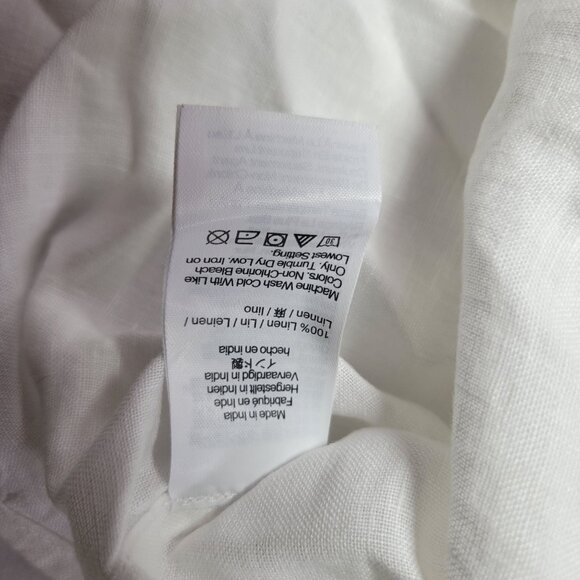 Made in India
Fabriqué en Inde
Hergestellt in Indien
Vervaardigd in India
インド製
hecho en india
100% Linen / Lin / Leinen /
Linnen / 麻 / lino
Machine Wash Cold With Like
Colors. Non-Chlorine Bleach
Only. Tumble Dry Low. Iron on
Lowest Setting.
30